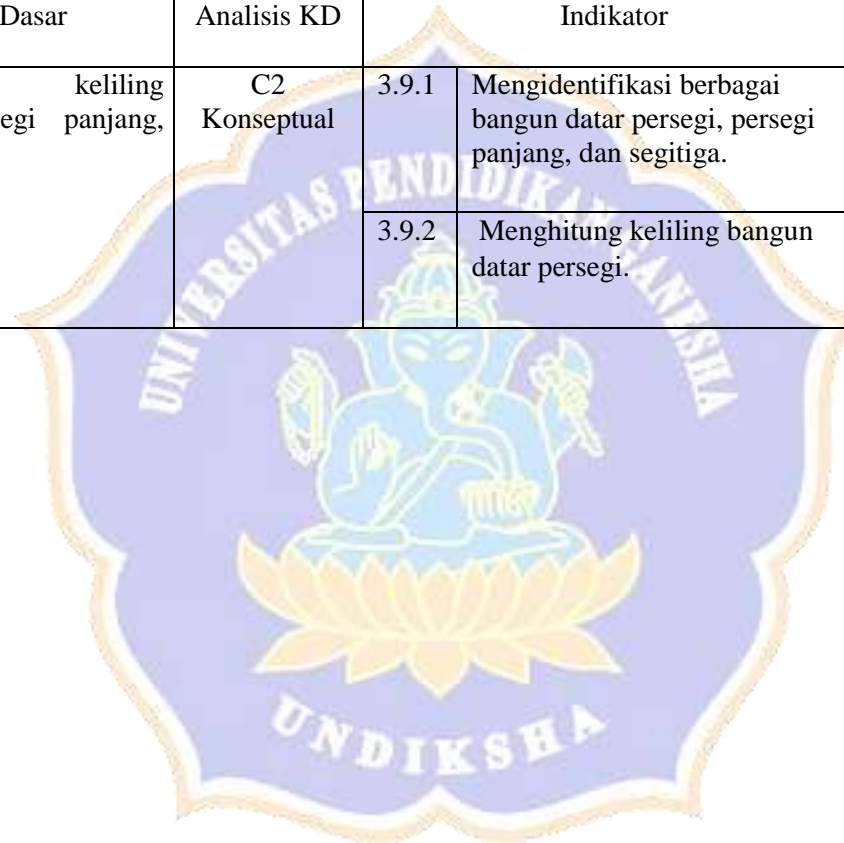 Dasar Analisis KD Indikator
keliling C2 3.9.1 Mengidentifikasi berbagai
egi panjang, Konseptual bangun datar persegi, persegi
panjang, dan segitiga.
3.9.2 Menghitung keliling bangun
datar persegi.
UNIVERSITAS PENDIDIKAN GANESHA
UNDIKSHA